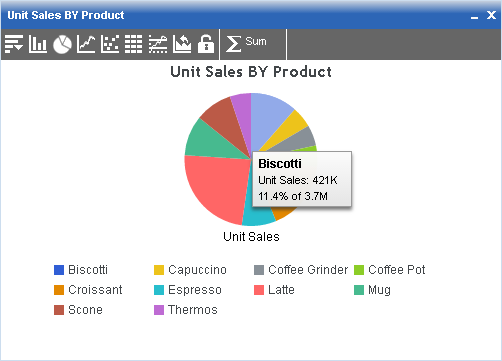 Unit Sales BY Product
Sum
Unit Sales BY Product
Biscotti
Unit Sales: 421K
11.4% of 3.7M
Unit Sales
Biscotti Capuccino Coffee Grinder Coffee Pot
Croissant Espresso Latte Mug
Scone Thermos